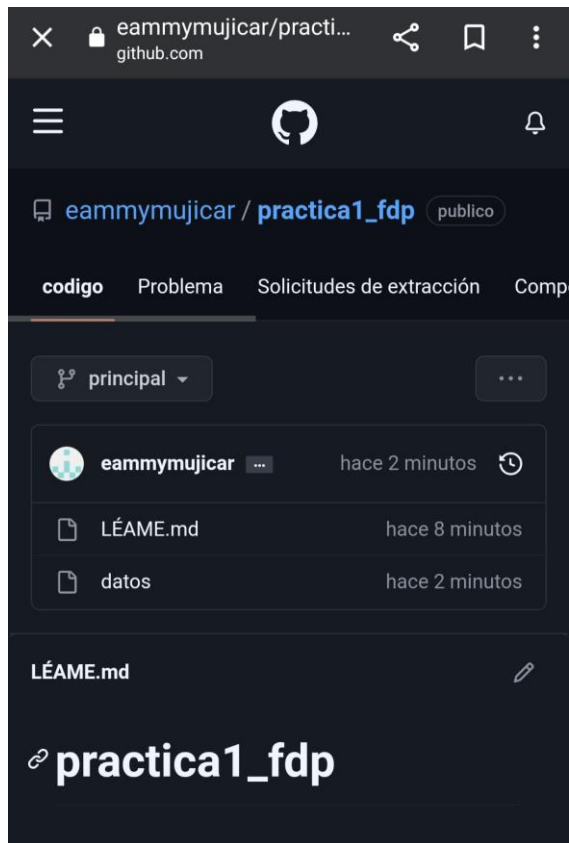 eammymujicar/practi...
github.com
eammymujicar / practica1_fdp publico
codigo Problema Solicitudes de extracción Comp
principal
eammymujicar ... hace 2 minutos
LÉAME.md hace 8 minutos
datos hace 2 minutos
LÉAME.md
practica1_fdp